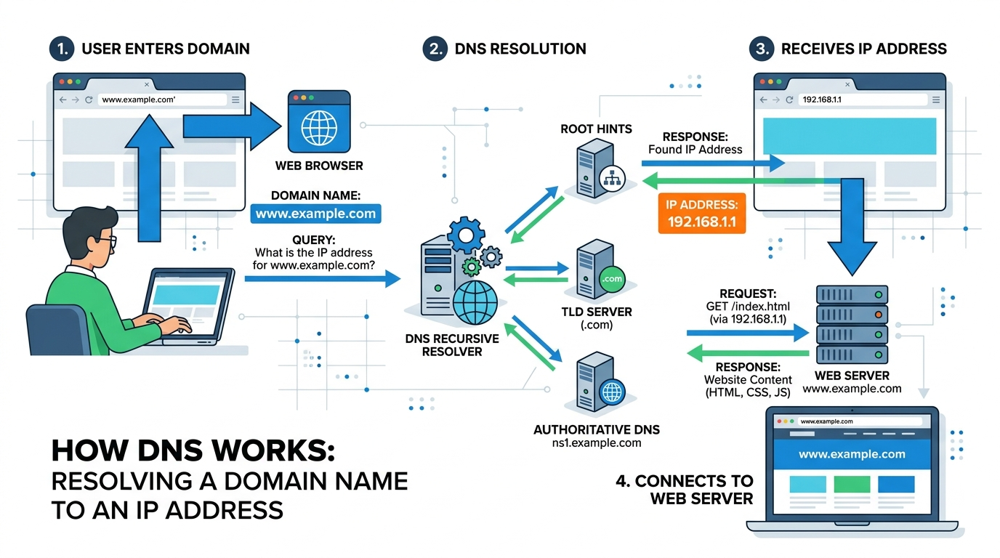 1. USER ENTERS DOMAIN
www.example.com'
WEB BROWSER
DOMAIN NAME:
www.example.com
QUERY:
What is the IP address
for www.example.com?
2. DNS RESOLUTION
DNS RECURSIVE
RESOLVER
ROOT HINTS
.com
TLD SERVER
(.com)
AUTHORITATIVE DNS
ns1.example.com
3. RECEIVES IP ADDRESS
192.168.1.1
RESPONSE:
Found IP Address
IP ADDRESS:
192.168.1.1
REQUEST:
GET /index.html
(via 192.168.1.1)
RESPONSE:
Website Content
(HTML, CSS, JS)
WEB SERVER
www.example.com
4. CONNECTS TO
WEB SERVER
www.example.com
www.example.com
HOW DNS WORKS:
RESOLVING A DOMAIN NAME
TO AN IP ADDRESS